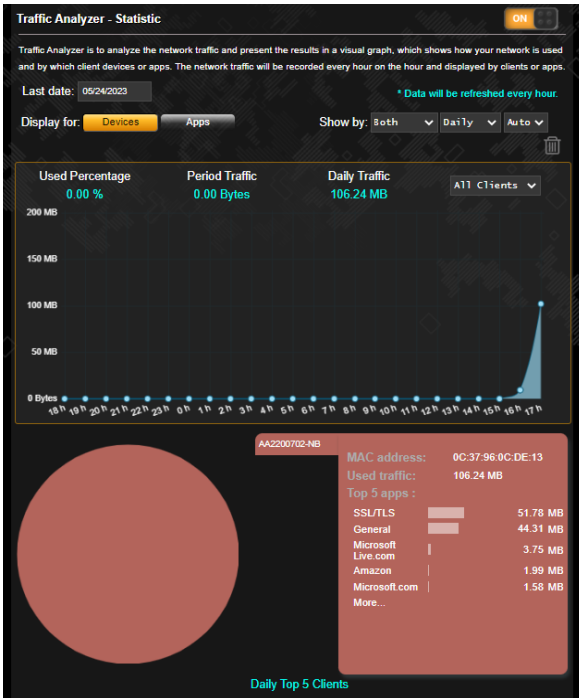 Traffic Analyzer - Statistic
ON
Traffic Analyzer is to analyze the network traffic and present the results in a visual graph, which shows how your network is used
and by which client devices or apps. The network traffic will be recorded every hour on the hour and displayed by clients or apps.
Last date: 05/24/2023
* Data will be refreshed every hour.
Display for: Devices Apps
Show by: Both Daily Auto
Used Percentage Period Traffic Daily Traffic
All Clients
0.00 % 0.00 Bytes 106.24 MB
200 MB
150 MB
100 MB
50 MB
0 Bytes
18 h 19 h 20 h 21 h 22 h 23 h 0 h 1 h 2 h 3 h 4 h 5 h 6 h 7 h 8 h 9 h 10 h 11 h 12 h 13 h 14 h 15 h 16 h 17 h
AA2200702-NB
MAC address: 0C:37:96:0C:DE:13
Used traffic: 106.24 MB
Top 5 apps :
SSL/TLS 51.78 MB
General 44.31 MB
Microsoft
Live.com 3.75 MB
Amazon 1.99 MB
Microsoft.com 1.58 MB
More...
Daily Top 5 Clients